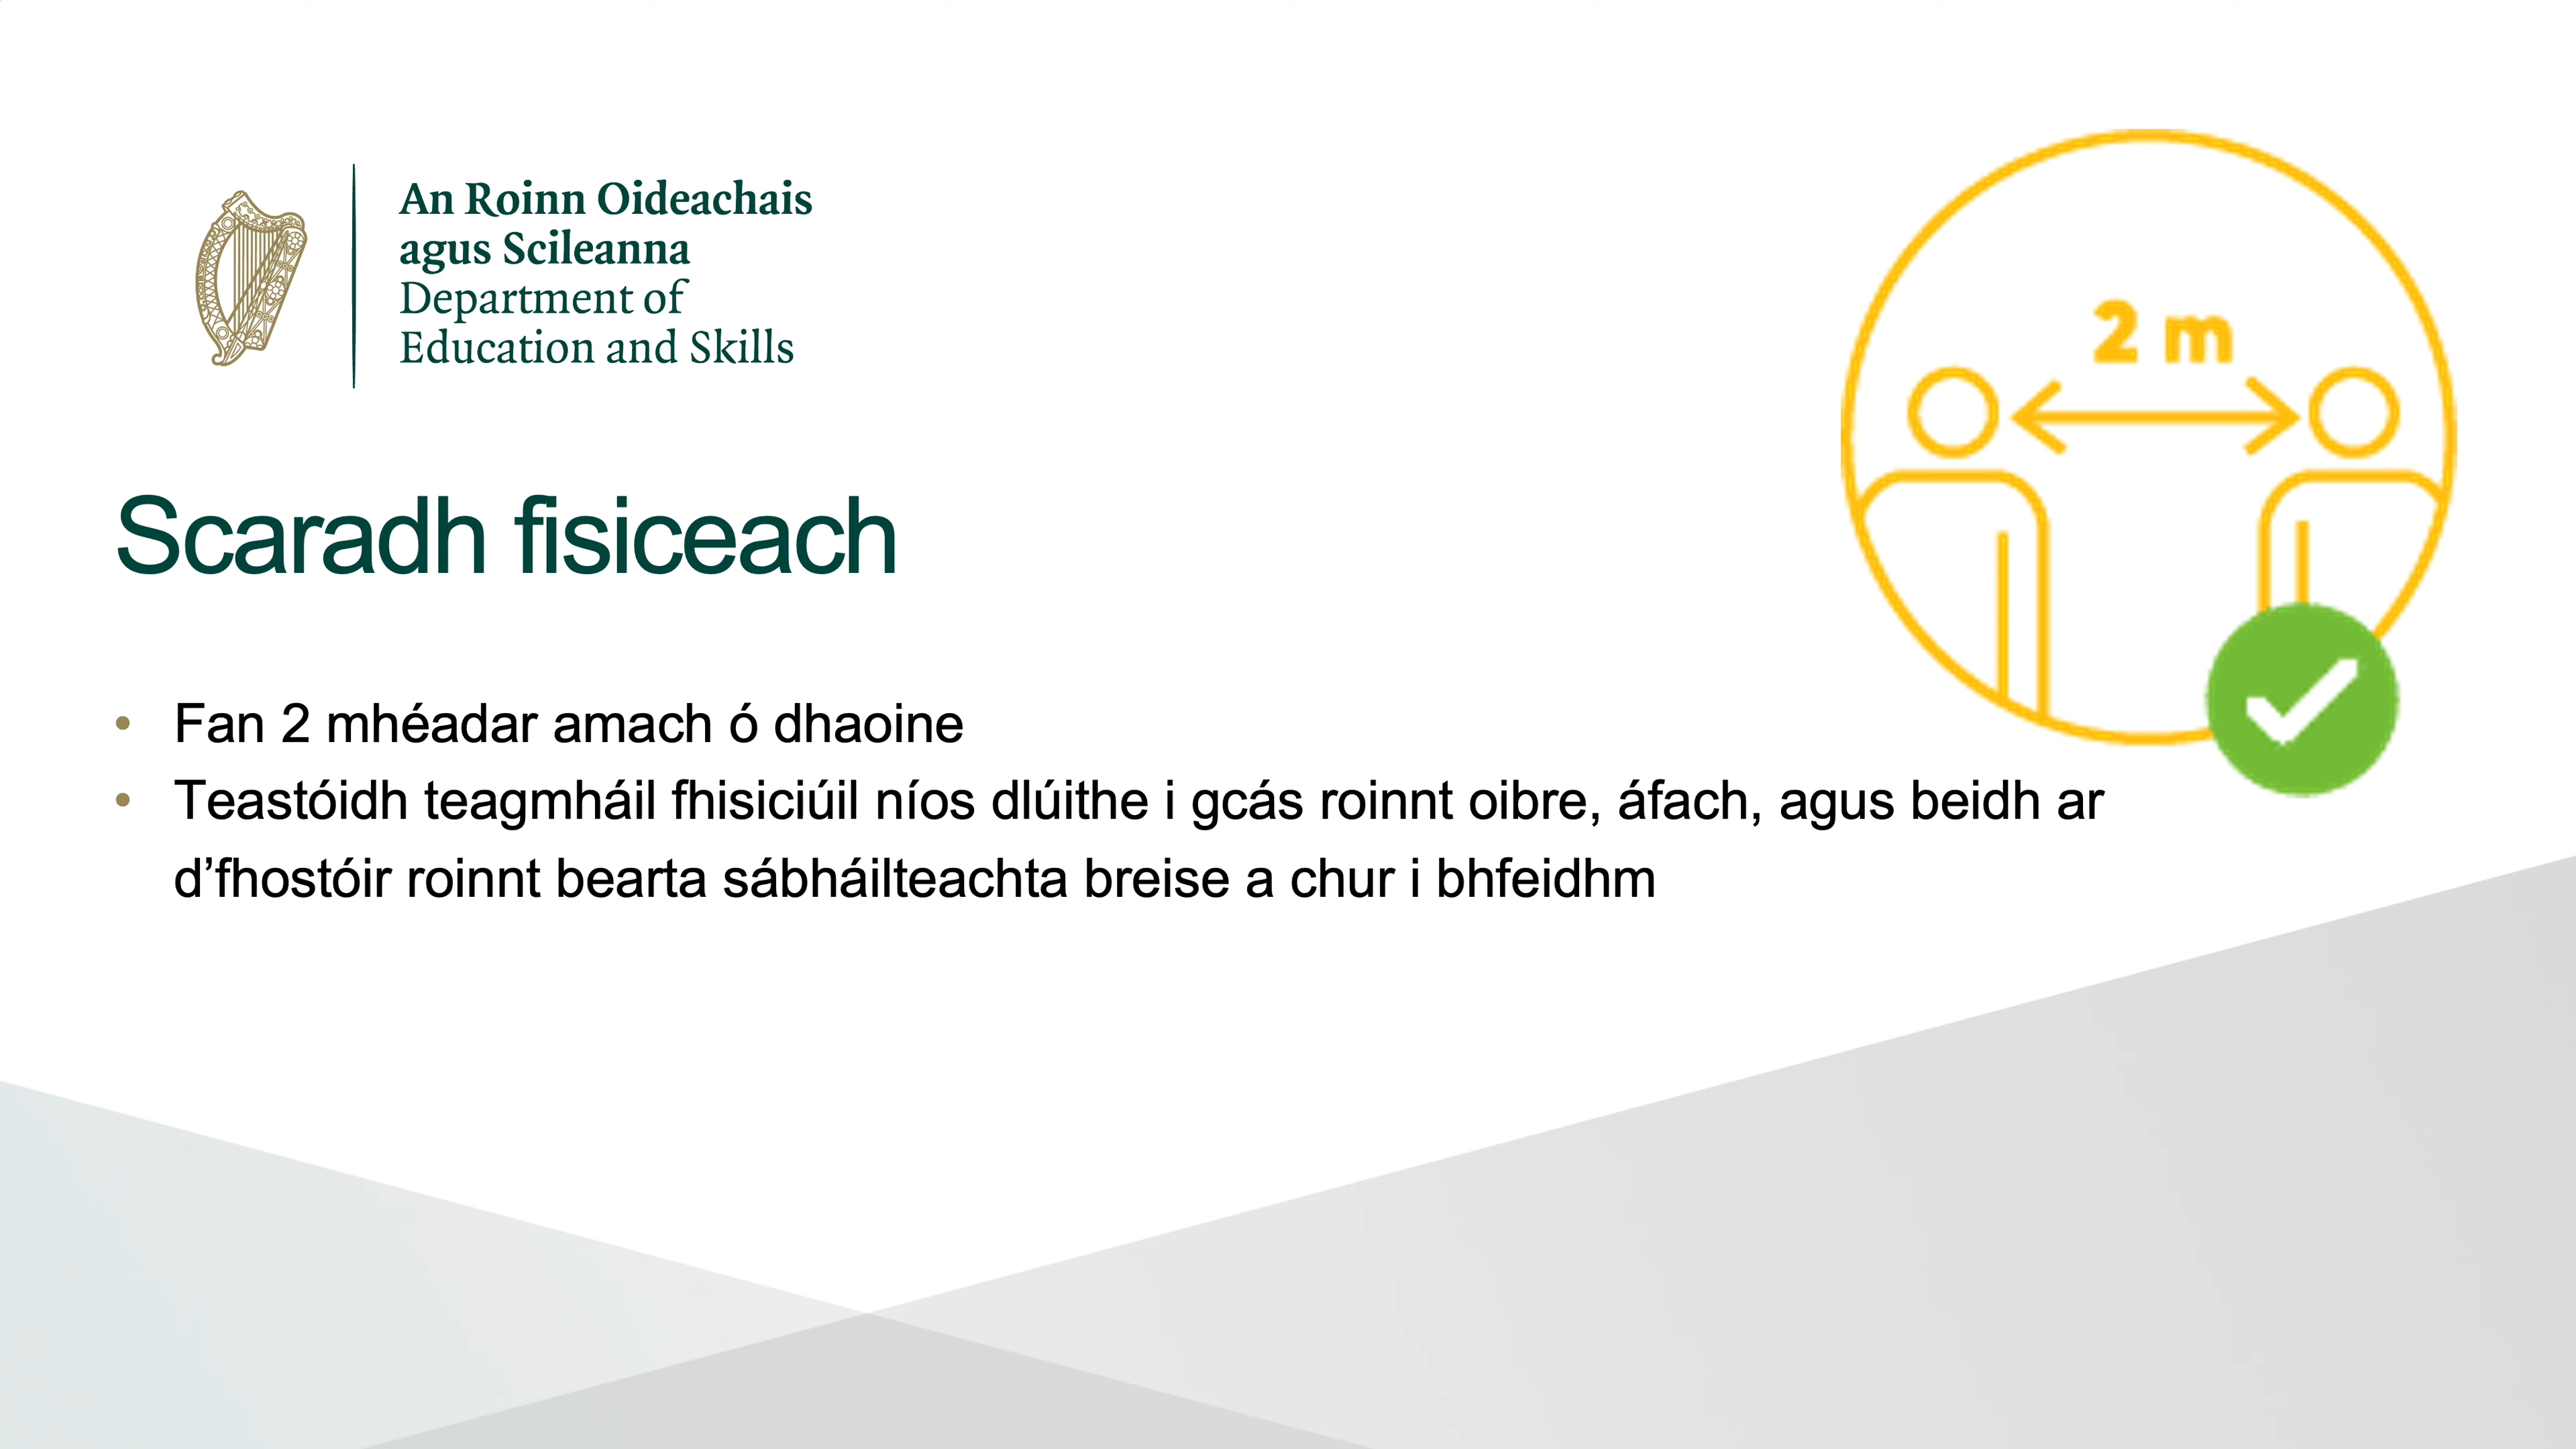 An Roinn Oideachais
agus Scileanna
Department of
Education and Skills
2 m
Scaradh fisiceach
• Fan 2 mhéadar amach ó dhaoine
• Teastóidh teagmháil fhisiciúil níos dlúithe i gcás roinnt oibre, áfach, agus beidh ar
d’fhostóir roinnt bearta sábháilteachta breise a chur i bhfeidhm